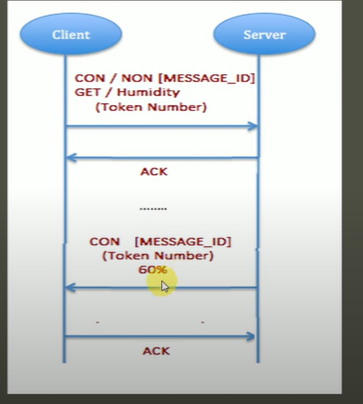 Client
Server
CON / NON [MESSAGE_ID]
GET / Humidity
(Token Number)
ACK
........
CON [MESSAGE_ID]
(Token Number)
60%
. .
ACK